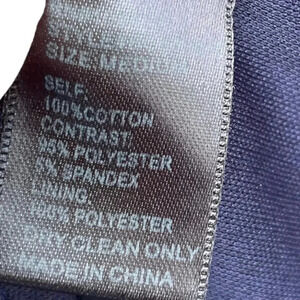 STYLE
SIZE: MEDIUM
SELF:
100%COTTON
CONTRAST:
95% POLYESTER
5% SPANDEX
LINING:
100% POLYESTER
DRY CLEAN ONLY
MADE IN CHINA